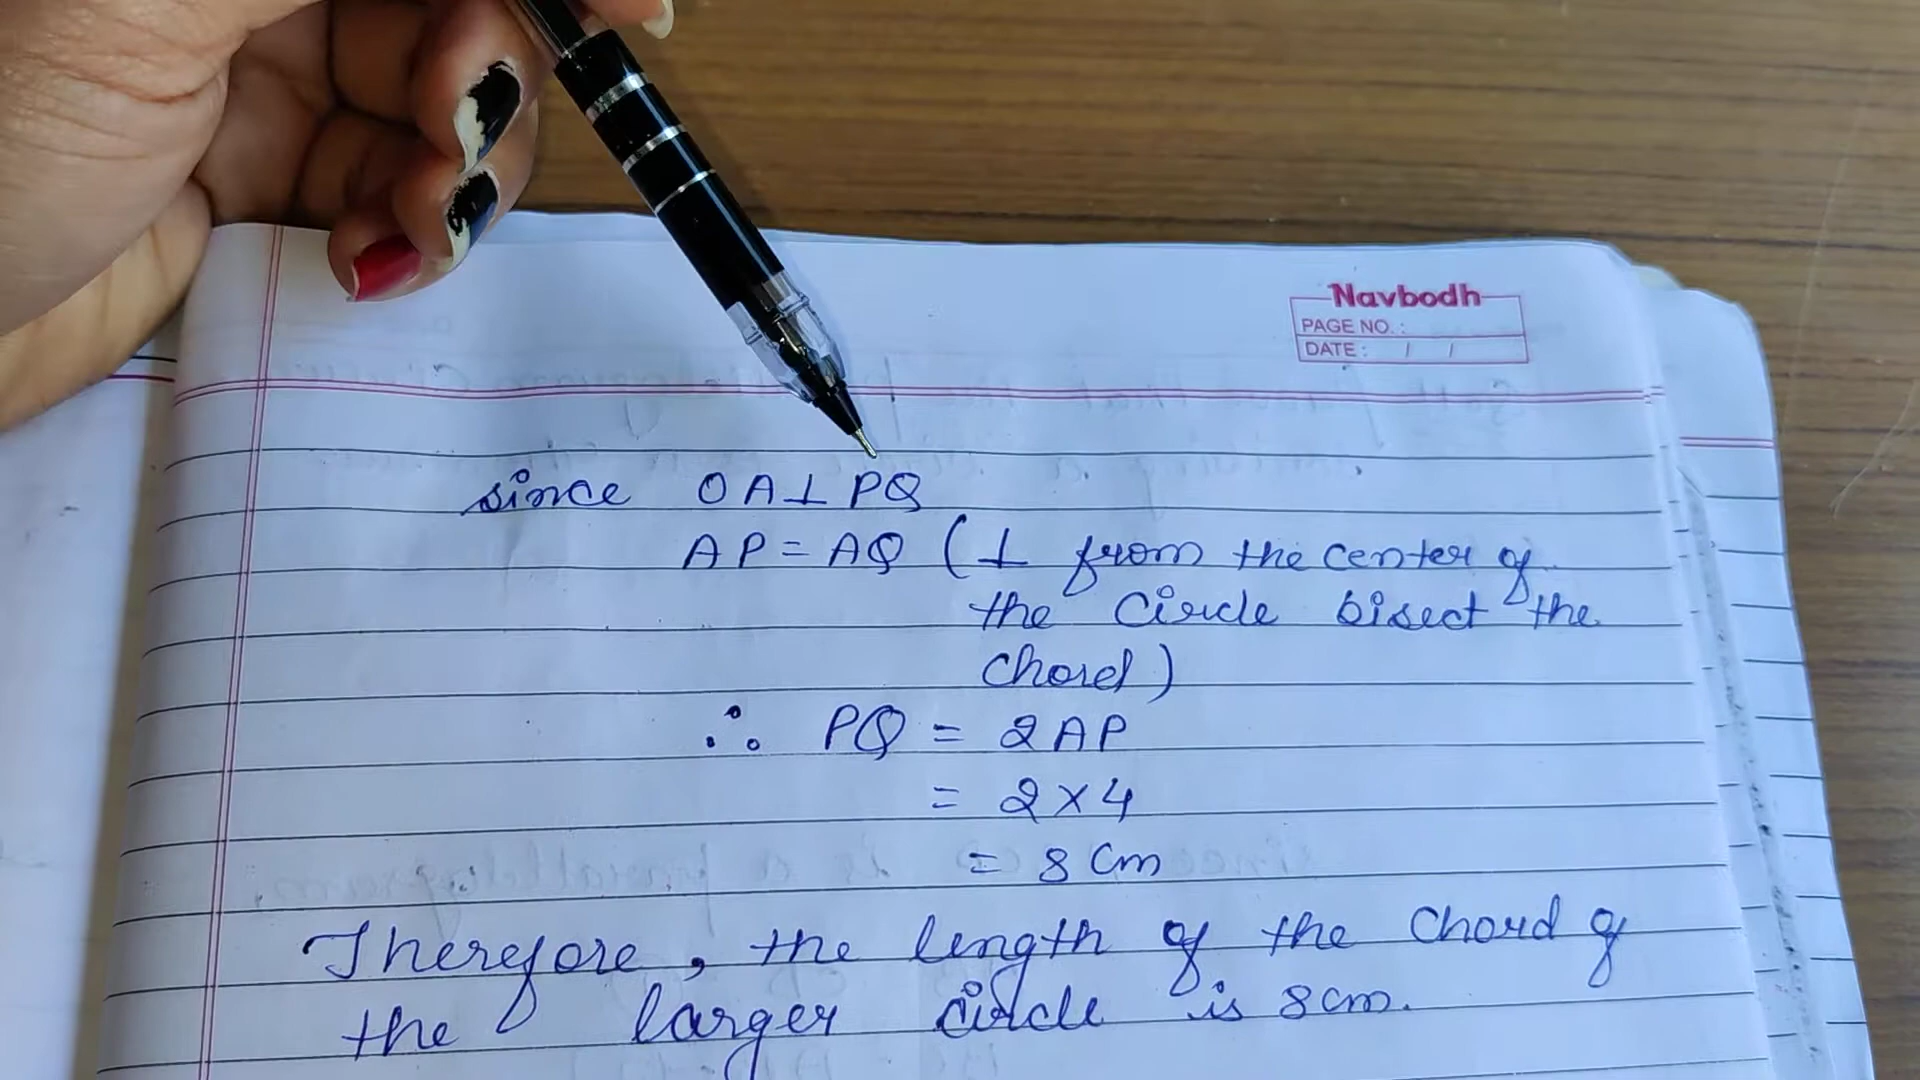 Navbodh
PAGE NO. :
DATE : / /
since OA⊥PQ
AP = AQ (⊥ from the center of
the circle bisect the
chord)
∴ PQ = 2AP
= 2×4
= 8 cm
Therefore, the length of the chord of
the larger circle is 8cm.